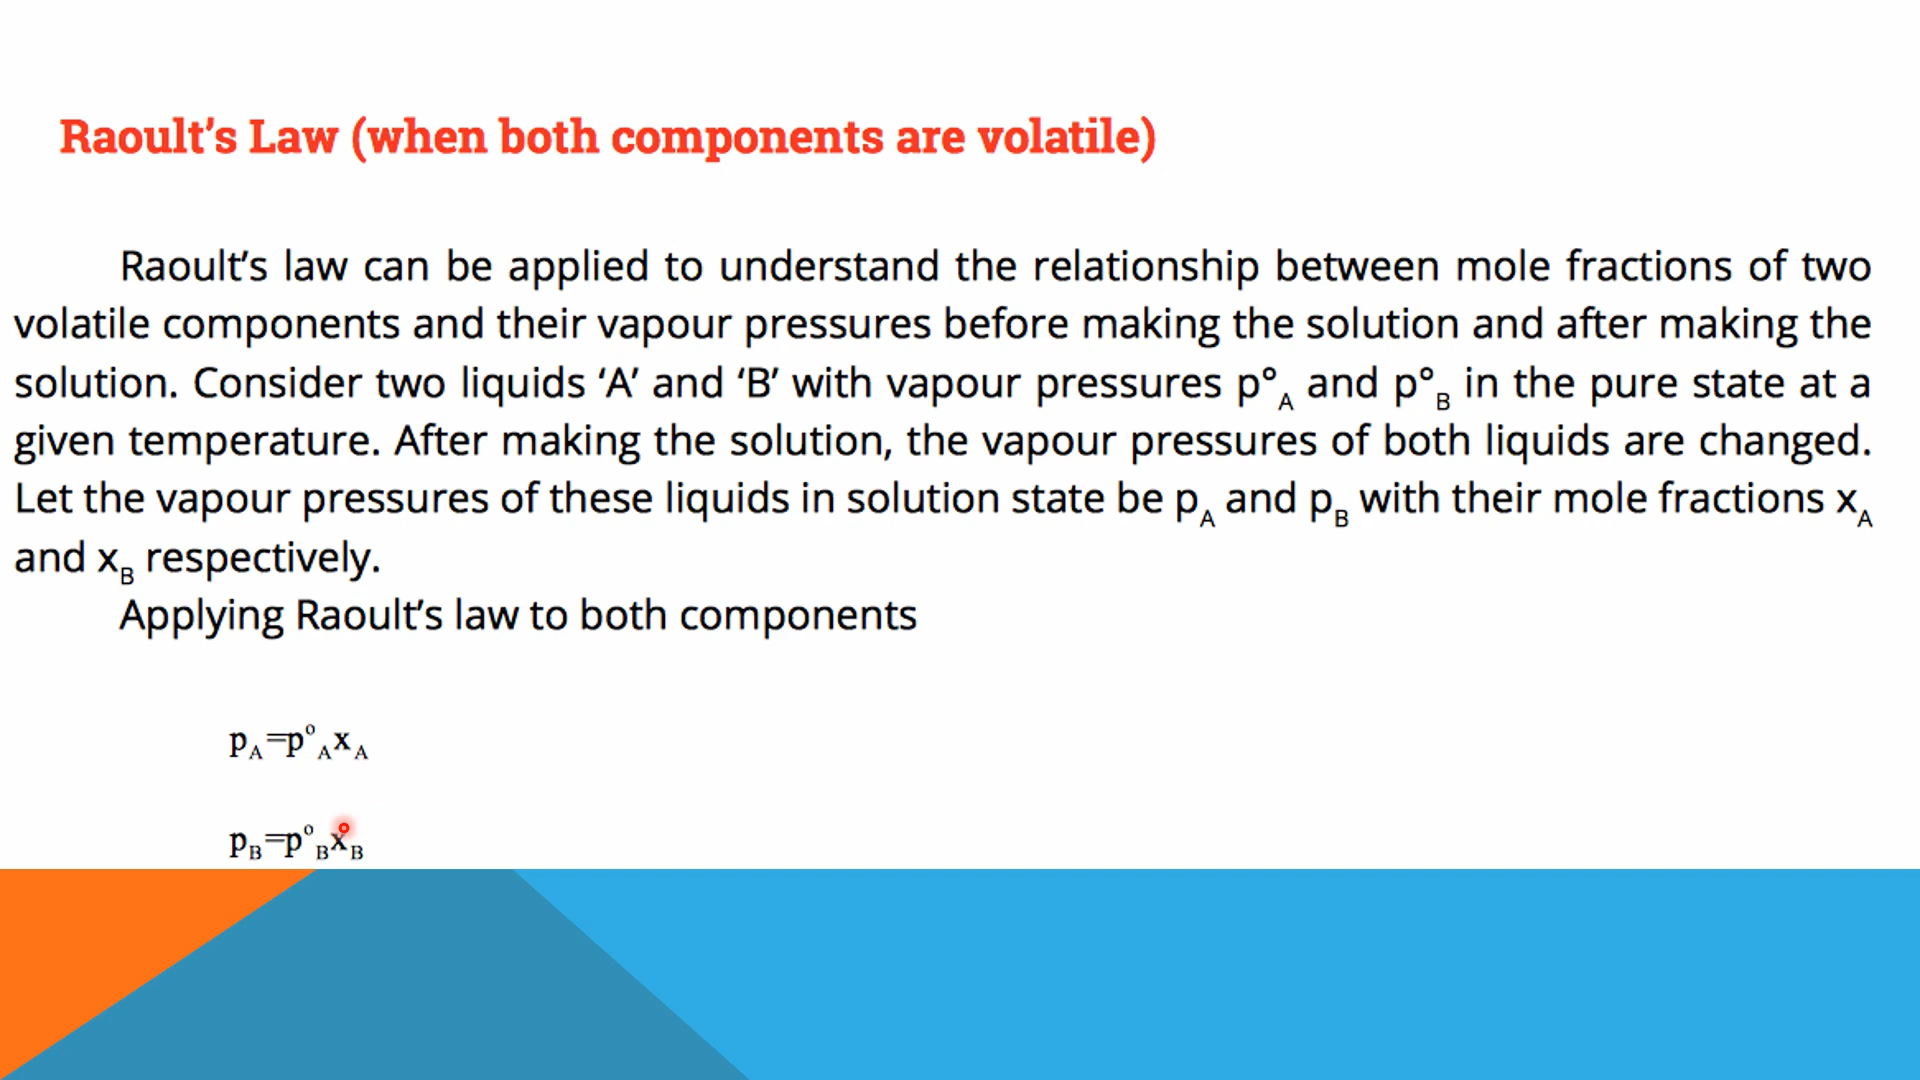 Raoult’s Law (when both components are volatile)
Raoult’s law can be applied to understand the relationship between mole fractions of two
volatile components and their vapour pressures before making the solution and after making the
solution. Consider two liquids ‘A’ and ‘B’ with vapour pressures p°A and p°B in the pure state at a
given temperature. After making the solution, the vapour pressures of both liquids are changed.
Let the vapour pressures of these liquids in solution state be pA and pB with their mole fractions xA
and xB respectively.
Applying Raoult’s law to both components
pA=p°AxA
pB=p°BxB